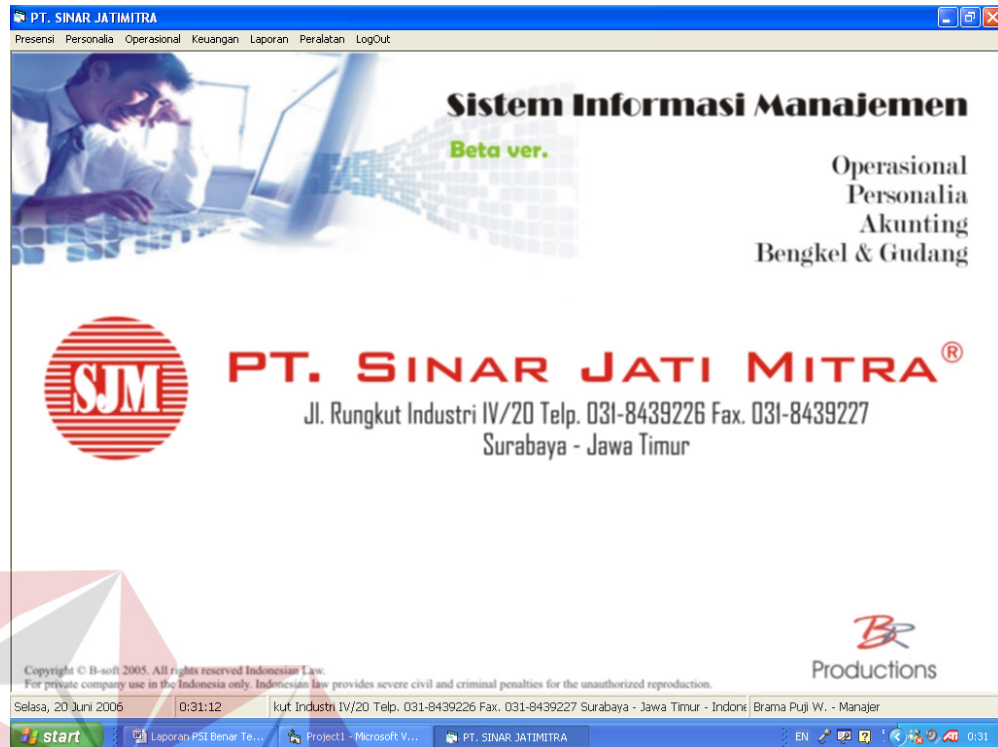 PT. SINAR JATIMITRA
Presensi Personalia Operasional Keuangan Laporan Peralatan LogOut
Sistem Informasi Manajemen
Beta ver.
Operasional
Personalia
Akunting
Bengkel & Gudang
SJM
PT. SINAR JATI MITRA®
Jl. Rungkut Industri IV/20 Telp. 031-8439226 Fax. 031-8439227
Surabaya - Jawa Timur
BR
Productions
Copyright © B-soft 2005. All rights reserved Indonesian Law.
For private company use in the Indonesia only. Indonesian law provides severe civil and criminal penalties for the unauthorized reproduction.
Selasa, 20 Juni 2006 0:31:12 kut Industri IV/20 Telp. 031-8439226 Fax. 031-8439227 Surabaya - Jawa Timur - Indone Brama Puji W. - Manajer
start Laporan PSI Benar Te... Project1 - Microsoft V... PT. SINAR JATIMITRA EN ATI 0:31